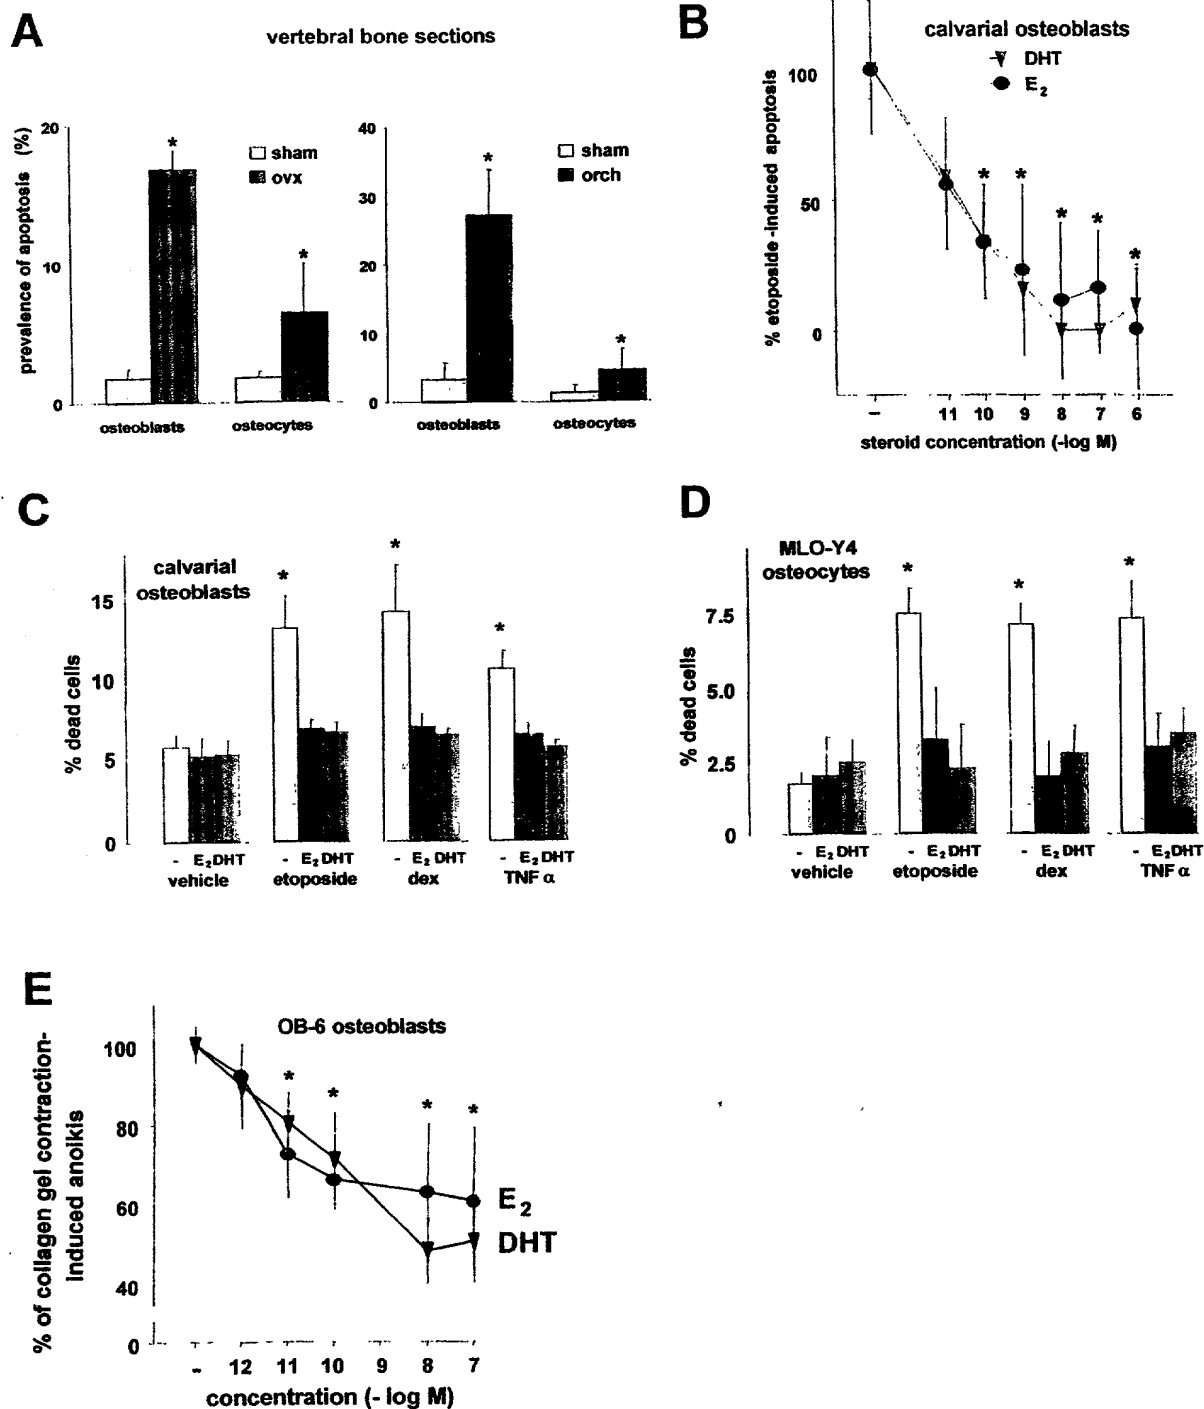 A
vertebral bone sections
prevalence of apoptosis (%)
20
10
0
*
*
sham
ovx
osteoblasts
osteocytes
40
30
20
10
0
*
*
sham
orch
osteoblasts
osteocytes
B
calvarial osteoblasts
DHT
E2
% etoposide-induced apoptosis
100
50
0
* * * * *
– 11 10 9 8 7 6
steroid concentration (-log M)
C
calvarial
osteoblasts
% dead cells
15
10
5
0
* * *
- E2 DHT - E2 DHT - E2 DHT - E2 DHT
vehicle etoposide dex TNF α
D
MLO-Y4
osteocytes
% dead cells
7.5
5.0
2.5
0
* * *
- E2 DHT - E2 DHT - E2 DHT - E2 DHT
vehicle etoposide dex TNF α
E
OB-6 osteoblasts
% of collagen gel contraction-
induced anoikis
100
80
60
40
0
* * * *
E2
DHT
- 12 11 10 9 8 7
concentration (- log M)